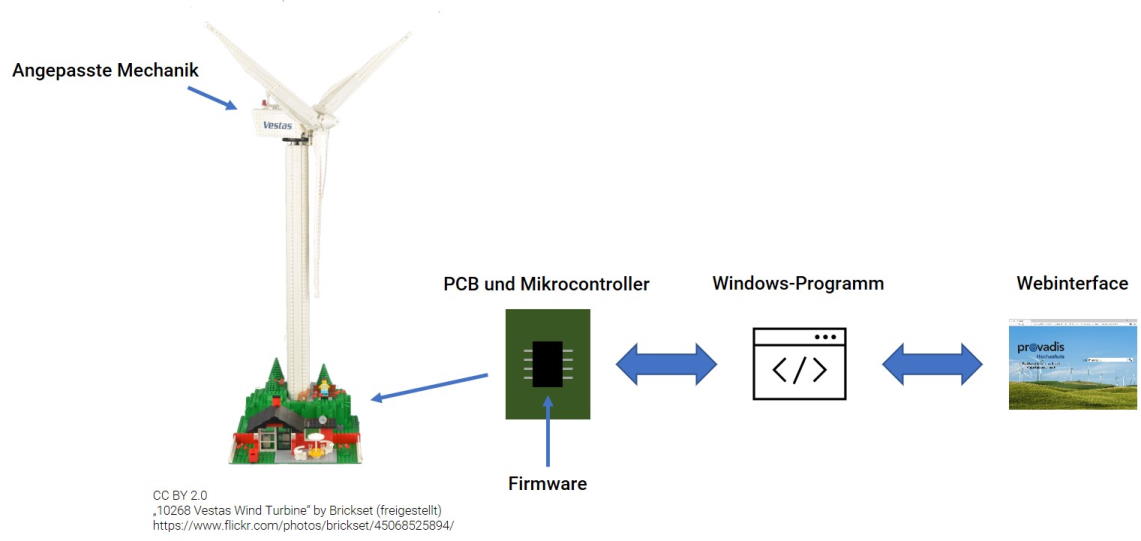 Angepasste Mechanik
Vestas
PCB und Mikrocontroller
Windows-Programm
Webinterface
provadis
Hochschule
</>
Firmware
CC BY 2.0
„10268 Vestas Wind Turbine“ by Brickset (freigestellt)
https://www.flickr.com/photos/brickset/45068525894/